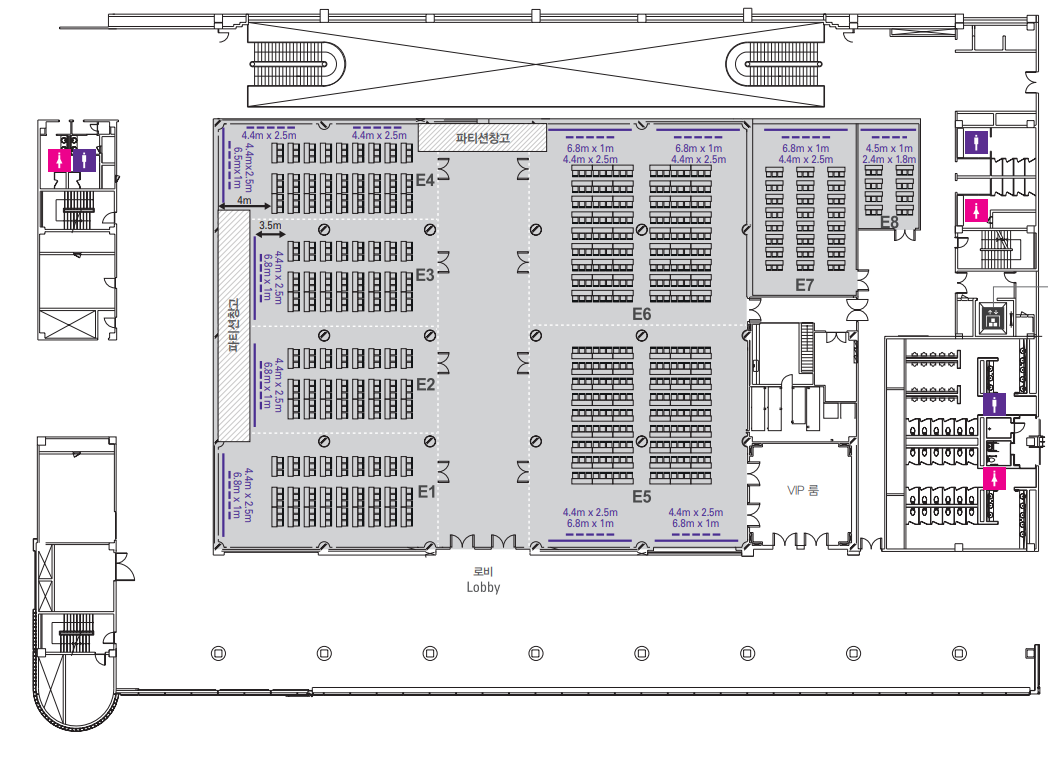 파티션창고
4.4m x 2.5m
4.4m x 2.5m
4.4mx2.5m
6.5mx1m
4m
E4
6.8m x 1m
4.4m x 2.5m
6.8m x 1m
4.4m x 2.5m
6.8m x 1m
4.4m x 2.5m
4.5m x 1m
2.4m x 1.8m
E8
3.5m
4.4m x 2.5m
6.8m x 1m
E3
파티션창고
E6
E7
4.4m x 2.5m
6.8m x 1m
E2
4.4m x 2.5m
6.8m x 1m
E1
E5
4.4m x 2.5m
6.8m x 1m
4.4m x 2.5m
6.8m x 1m
VIP 룸
로비
Lobby